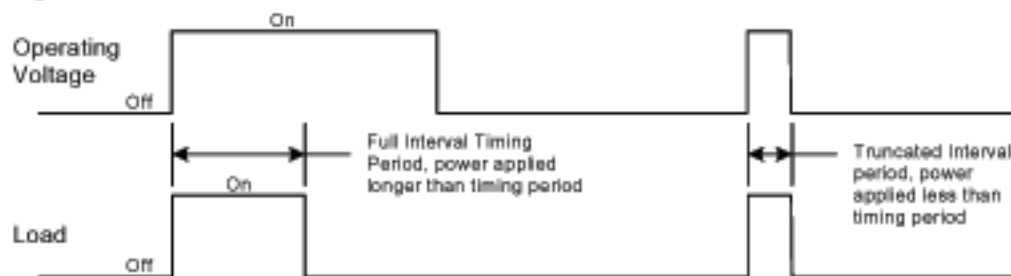 On
Operating
Voltage
Off
Full Interval Timing
Period, power applied
longer than timing period
Truncated Interval
period, power
applied less than
timing period
On
Load
Off